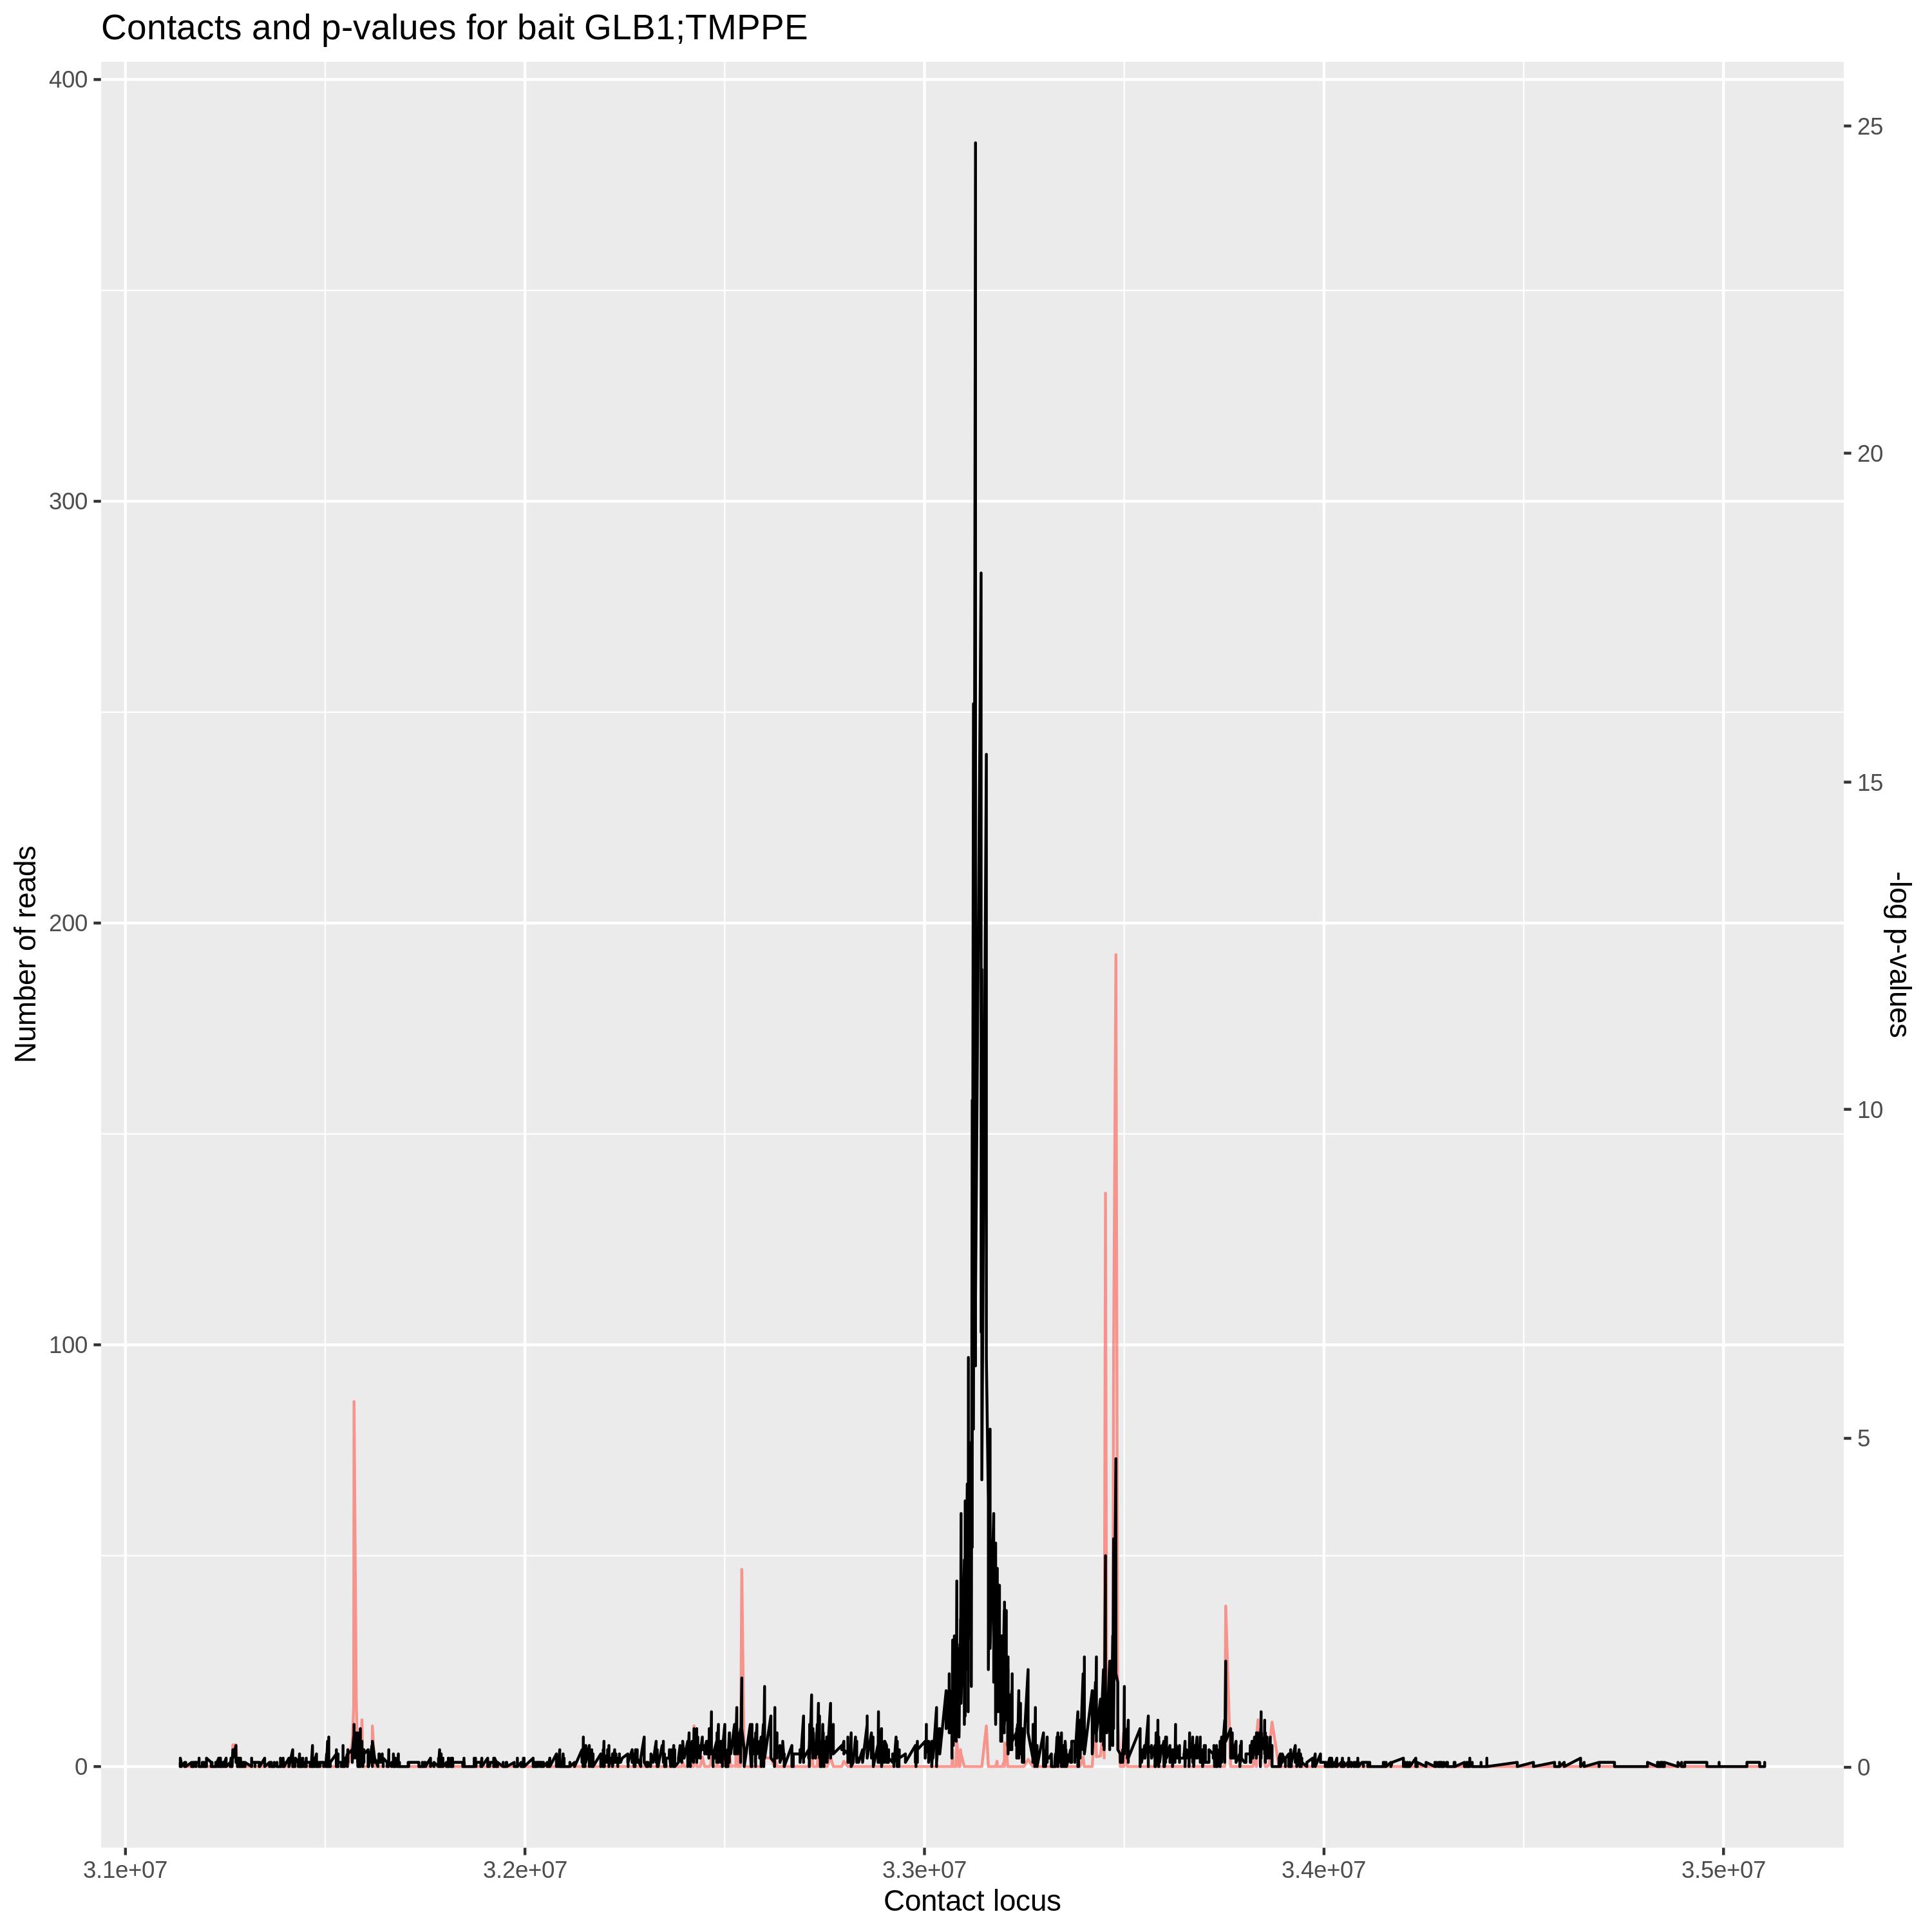 Contacts and p-values for bait GLB1;TMPPE
400
300
200
100
0
Number of reads
25
20
15
10
5
0
-log p-values
3.1e+07
3.2e+07
3.3e+07
3.4e+07
3.5e+07
Contact locus